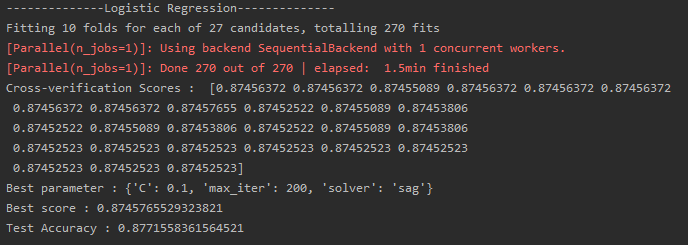 --------------Logistic Regression--------------
Fitting 10 folds for each of 27 candidates, totalling 270 fits
[Parallel(n_jobs=1)]: Using backend SequentialBackend with 1 concurrent workers.
[Parallel(n_jobs=1)]: Done 270 out of 270 | elapsed:  1.5min finished
Cross-verification Scores :  [0.87456372 0.87456372 0.87455089 0.87456372 0.87456372 0.87456372
 0.87456372 0.87456372 0.87457655 0.87452522 0.87455089 0.87453806
 0.87452522 0.87455089 0.87453806 0.87452522 0.87455089 0.87453806
 0.87452523 0.87452523 0.87452523 0.87452523 0.87452523 0.87452523
 0.87452523 0.87452523 0.87452523]
Best parameter : {'C': 0.1, 'max_iter': 200, 'solver': 'sag'}
Best score : 0.8745765529323821
Test Accuracy : 0.8771558361564521